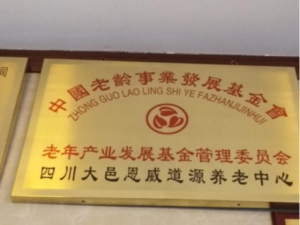 中國老齡事業發展基金會
ZHONG GUO LAO LING SHI YE FAZHANJIJINHUI
老年产业发展基金管理委员会
四川大邑恩威道源养老中心